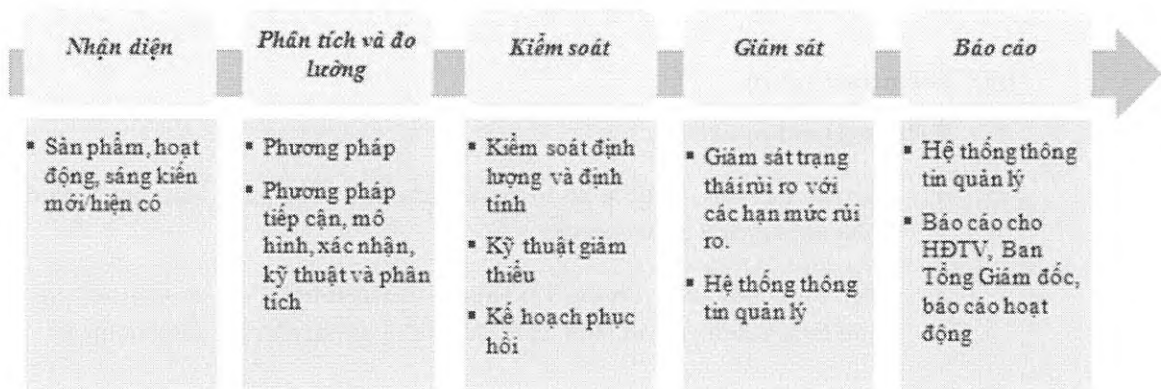 Nhận diện
Phân tích và đo
lường
Kiểm soát
Giám sát
Báo cáo
▪ Sản phẩm, hoạt
động, sáng kiến
mới/hiện có
▪ Phương pháp
▪ Phương pháp
tiếp cận, mô
hình, xác nhận,
kỹ thuật và phân
tích
▪ Kiểm soát định
lượng và định
tính
▪ Kỹ thuật giảm
thiểu
▪ Kế hoạch phục
hồi
▪ Giám sát trạng
thái rủi ro với
các hạn mức rủi
ro.
▪ Hệ thống thông
tin quản lý
▪ Hệ thống thông
tin quản lý
▪ Báo cáo cho
HĐTV, Ban
Tổng Giám đốc,
báo cáo hoạt
động